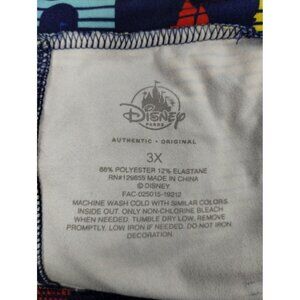 Disney
PARKS
AUTHENTIC • ORIGINAL
3X
88% POLYESTER 12% ELASTANE
RN#129855 MADE IN CHINA
© DISNEY
FAC-025015-19212
MACHINE WASH COLD WITH SIMILAR COLORS
INSIDE OUT. ONLY NON-CHLORINE BLEACH
WHEN NEEDED. TUMBLE DRY LOW, REMOVE
PROMPTLY. LOW IRON IF NEEDED. DO NOT IRON
DECORATION.